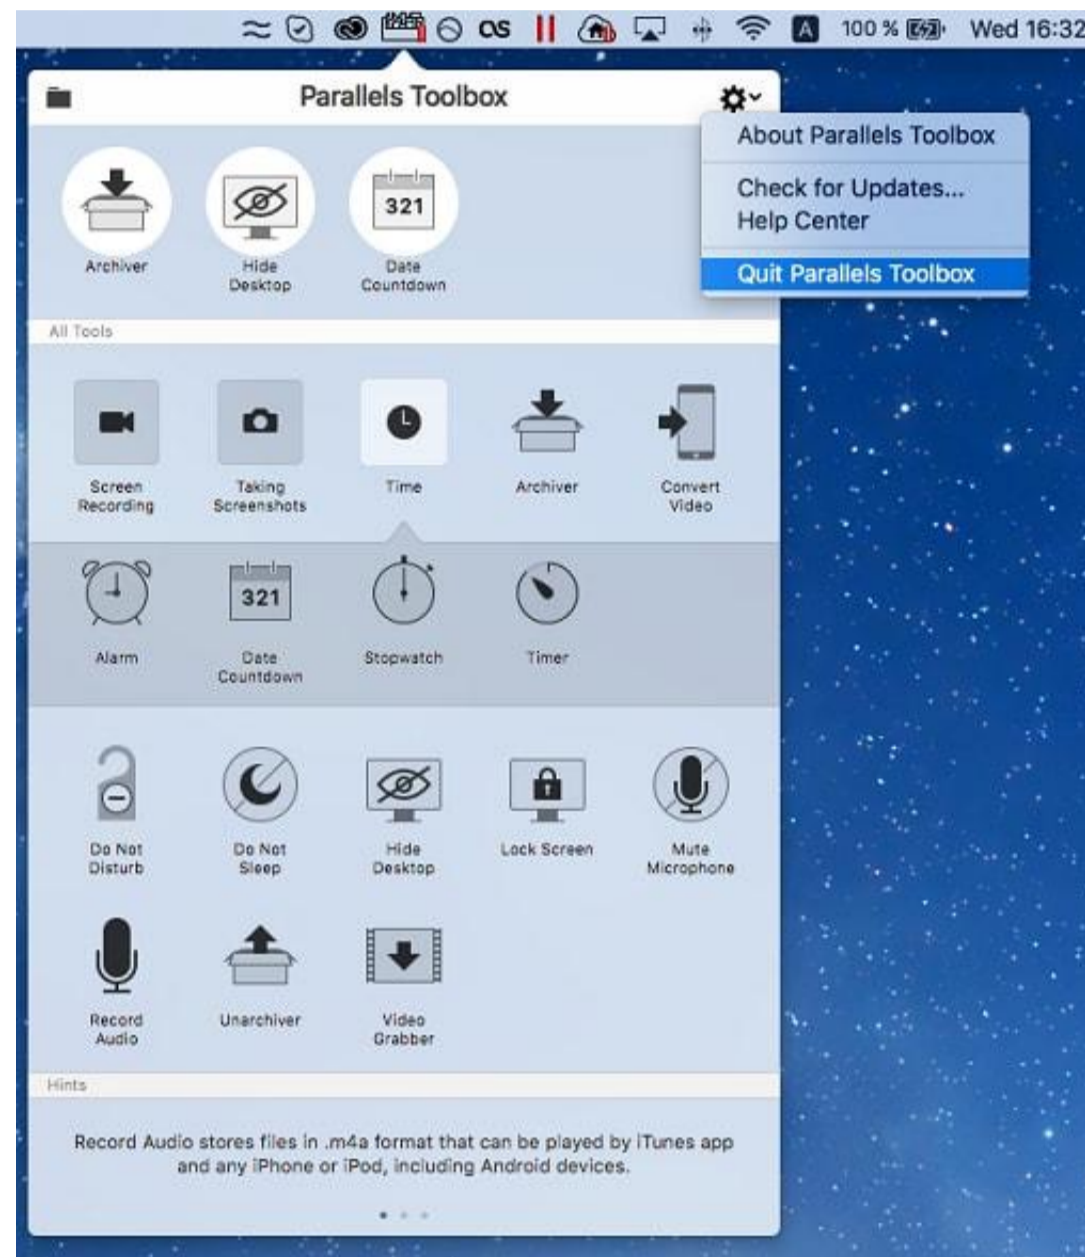 as
A
100 %
Wed 16:32
Parallels Toolbox
About Parallels Toolbox
Check for Updates...
Help Center
Quit Parallels Toolbox
321
Archiver
Hide
Desktop
Date
Countdown
All Tools
Screen
Recording
Taking
Screenshots
Time
Archiver
Convert
Video
321
Alarm
Date
Countdown
Stopwatch
Timer
Do Not
Disturb
Do Not
Sleep
Hide
Desktop
Lock Screen
Mute
Microphone
Record
Audio
Unarchiver
Video
Grabber
Hints
Record Audio stores files in .m4a format that can be played by iTunes app
and any iPhone or iPod, including Android devices.